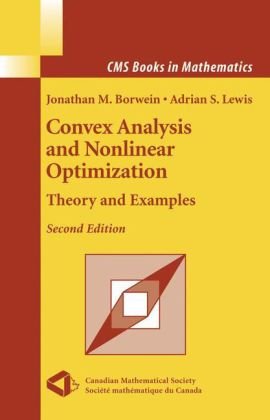 CMS Books in Mathematics
Jonathan M. Borwein • Adrian S. Lewis
Convex Analysis
and Nonlinear
Optimization
Theory and Examples
Second Edition
Canadian Mathematical Society
Société mathématique du Canada